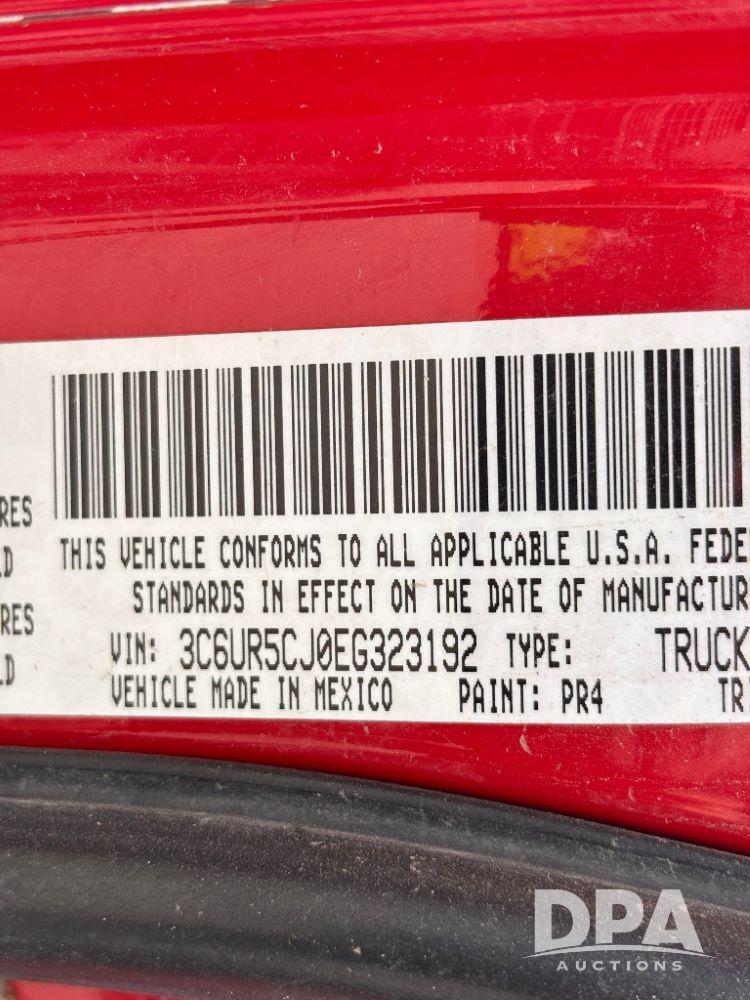 RES
LD
RES
LD
THIS VEHICLE CONFORMS TO ALL APPLICABLE U.S.A. FEDE
STANDARDS IN EFFECT ON THE DATE OF MANUFACTUR
VIN: 3C6UR5CJ0EG323192 TYPE: TRUCK
VEHICLE MADE IN MEXICO PAINT: PR4 TR
DPA
AUCTIONS